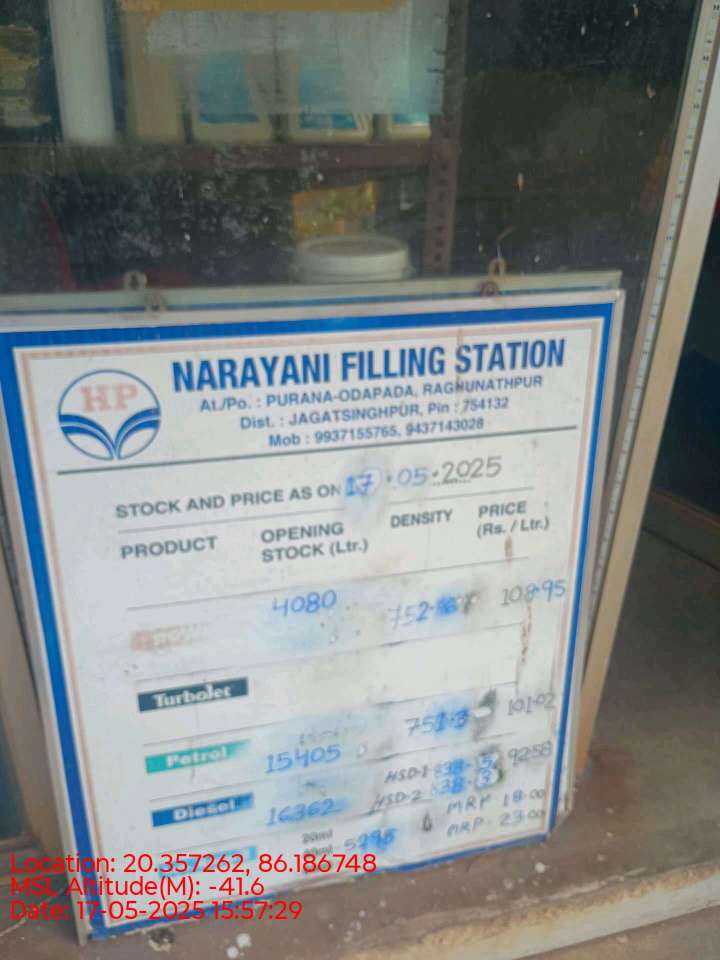 HP
NARAYANI FILLING STATION
At./Po. : PURANA-ODAPADA, RAGHUNATHPUR
Dist. : JAGATSINGHPUR, Pin : 754132
Mob : 9937155765, 9437143028
STOCK AND PRICE AS ON 17.05.2025
PRODUCT OPENING STOCK (Ltr.) DENSITY PRICE (Rs. / Ltr.)
4080 108.95
Turbojet
Petrol 15405 751.3 101.02
Diesel 16362 HSD-1 838. 92.58
HSD-2 838.
20ml MRP 18.00
MRP 23.00
Location: 20.357262, 86.186748
MSL Altitude(M): -41.6
Date: 17-05-2025 15:57:29